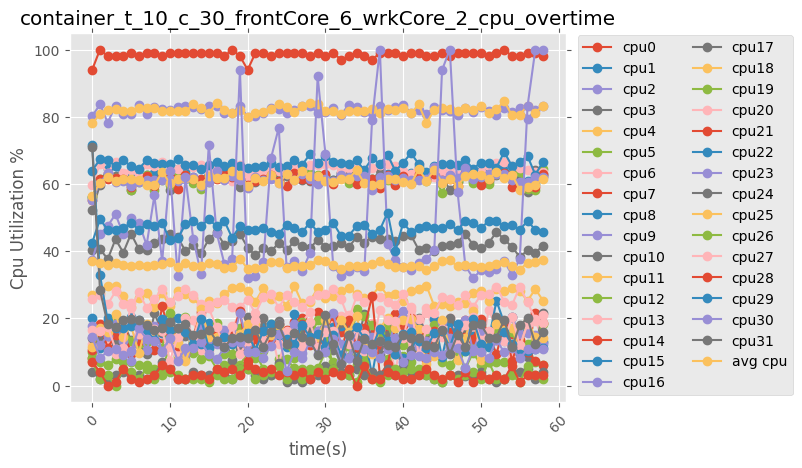 container_t_10_c_30_frontCore_6_wrkCore_2_cpu_overtime
Cpu Utilization %
100
80
60
40
20
0
0
10
20
30
40
50
60
time(s)
cpu0
cpu1
cpu2
cpu3
cpu4
cpu5
cpu6
cpu7
cpu8
cpu9
cpu10
cpu11
cpu12
cpu13
cpu14
cpu15
cpu16
cpu17
cpu18
cpu19
cpu20
cpu21
cpu22
cpu23
cpu24
cpu25
cpu26
cpu27
cpu28
cpu29
cpu30
cpu31
avg cpu